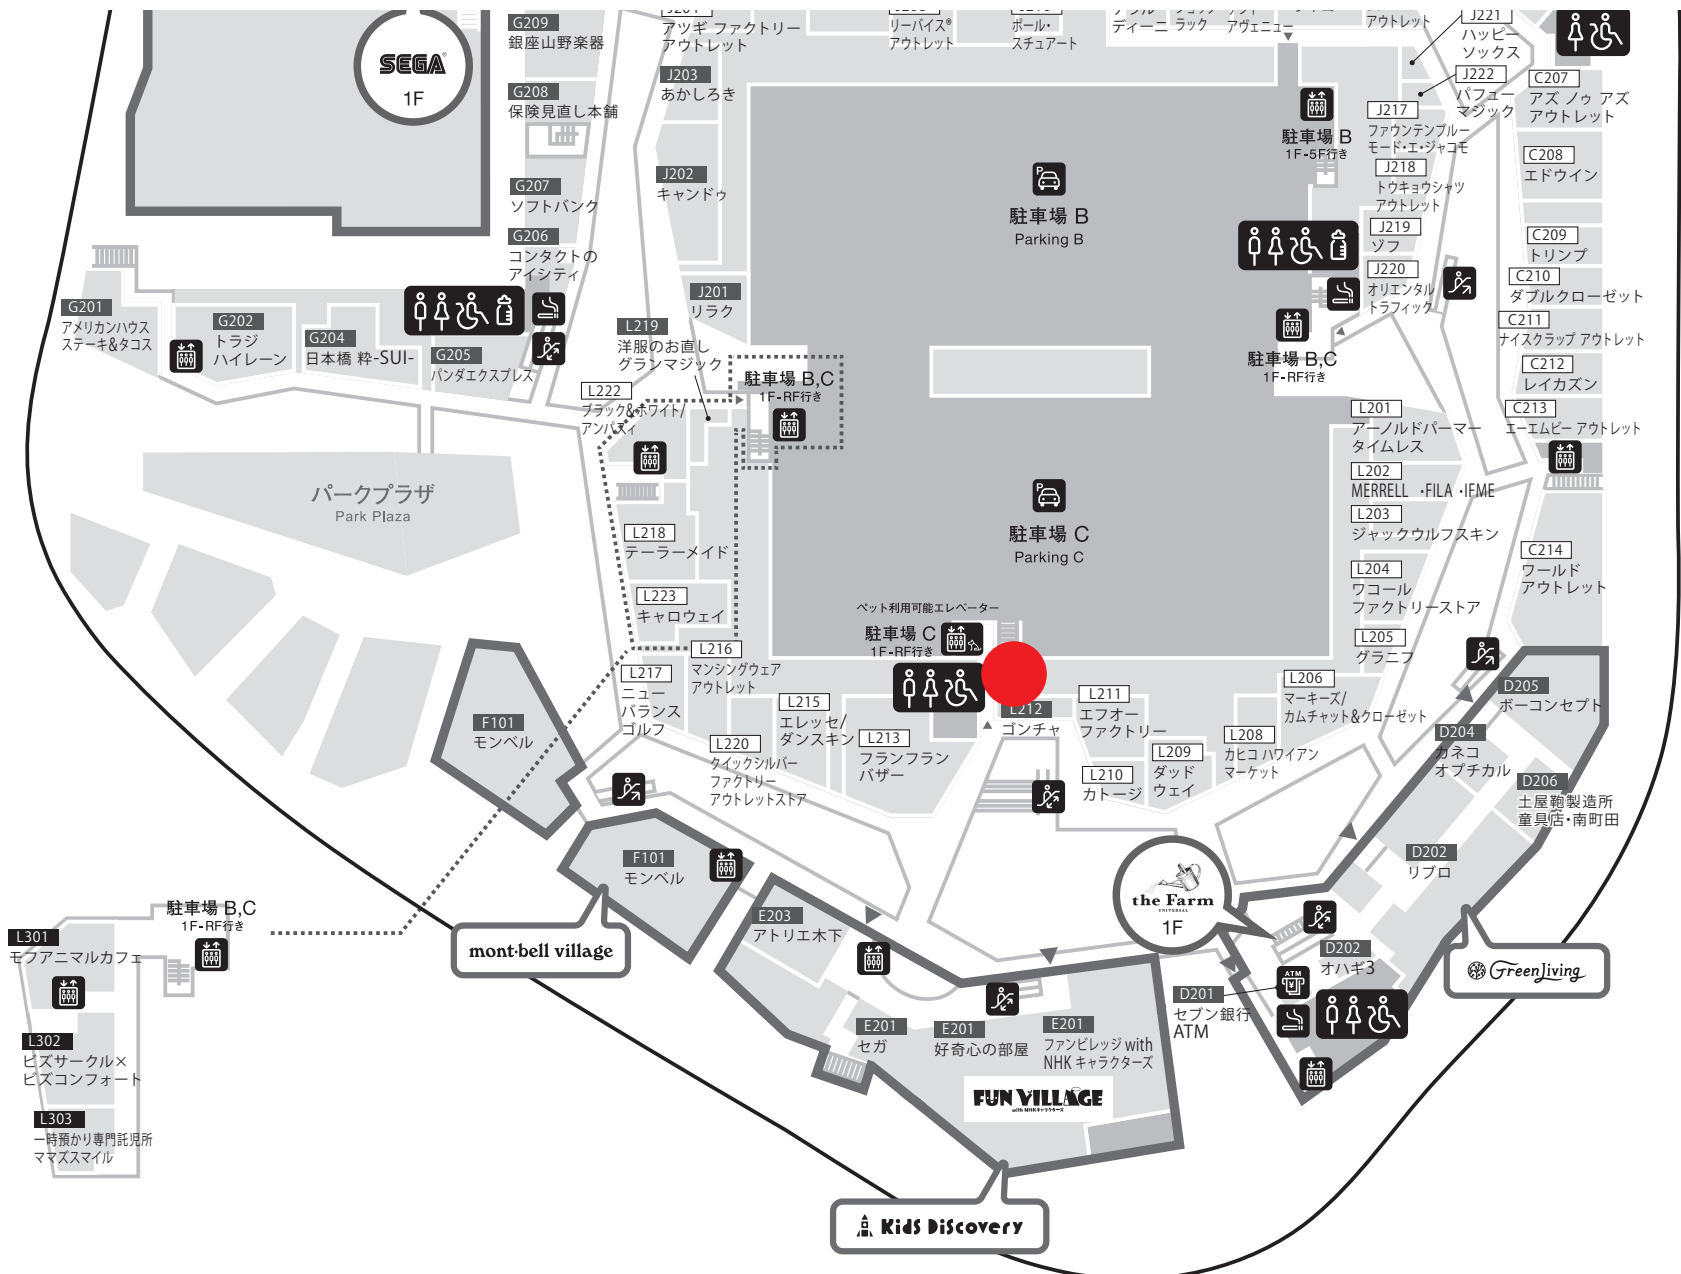 SEGA
1F
G209
銀座山野楽器
G208
保険見直し本舗
G207
ソフトバンク
G206
コンタクトの
アイシティ
アツギ ファクトリー
アウトレット
J203
あかしろき
J202
キャンドゥ
J201
リラク
リーバイス®
アウトレット
ポール・
スチュアート
ディーニ
ラック
アヴェニュー
アウトレット
J221
ハッピー
ソックス
J222
パフュー
マジック
J217
ファウンテンブルー
モード・エ・ジャコモ
J218
トウキョウシャツ
アウトレット
J219
ゾフ
J220
オリエンタル
トラフィック
C207
アズ ノゥ アズ
アウトレット
C208
エドウイン
C209
トリンプ
C210
ダブルクローゼット
C211
ナイスクラップ アウトレット
C212
レイカズン
C213
エーエムビー アウトレット
C214
ワールド
アウトレット
駐車場 B
1F-5F行き
P
駐車場 B
Parking B
駐車場 B,C
1F-RF行き
G201
アメリカンハウス
ステーキ&タコス
G202
トラジ
ハイレーン
G204
日本橋 粋-SUI-
G205
パンダエクスプレス
L219
洋服のお直し
グランマジック
L222
ブラック&ホワイト/
アンパスィ
駐車場 B,C
1F-RF行き
パークプラザ
Park Plaza
P
駐車場 C
Parking C
L201
アーノルドパーマー
タイムレス
L202
MERRELL ・FILA ・IFME
L203
ジャックウルフスキン
L204
ワコール
ファクトリーストア
L205
グラニフ
L206
マーキーズ/
カムチャット&クローゼット
L208
カヒコ ハワイアン
マーケット
L209
ダッド
ウェイ
L210
カトージ
L211
エフオー
ファクトリー
L212
ゴンチャ
ペット利用可能エレベーター
駐車場 C
1F-RF行き
L213
フランフラン
バザー
L215
エレッセ/
ダンスキン
L216
マンシングウェア
アウトレット
L217
ニュー
バランス
ゴルフ
L218
テーラーメイド
L223
キャロウェイ
L220
クイックシルバー
ファクトリー
アウトレットストア
F101
モンベル
F101
モンベル
mont-bell village
D205
ボーコンセプト
D204
カネコ
オプチカル
D206
土屋鞄製造所
童具店・南町田
D202
リブロ
the Farm
UNIVERSAL
1F
D202
オハギ3
ATM
D201
セブン銀行
ATM
GreenLiving
E203
アトリエ木下
E201
セガ
E201
好奇心の部屋
E201
ファンビレッジ with
NHK キャラクターズ
FUN VILLAGE
with NHKキャラクターズ
Kids Discovery
駐車場 B,C
1F-RF行き
L301
モフアニマルカフェ
L302
ビズサークル×
ビズコンフォート
L303
一時預かり専門託児所
ママズスマイル